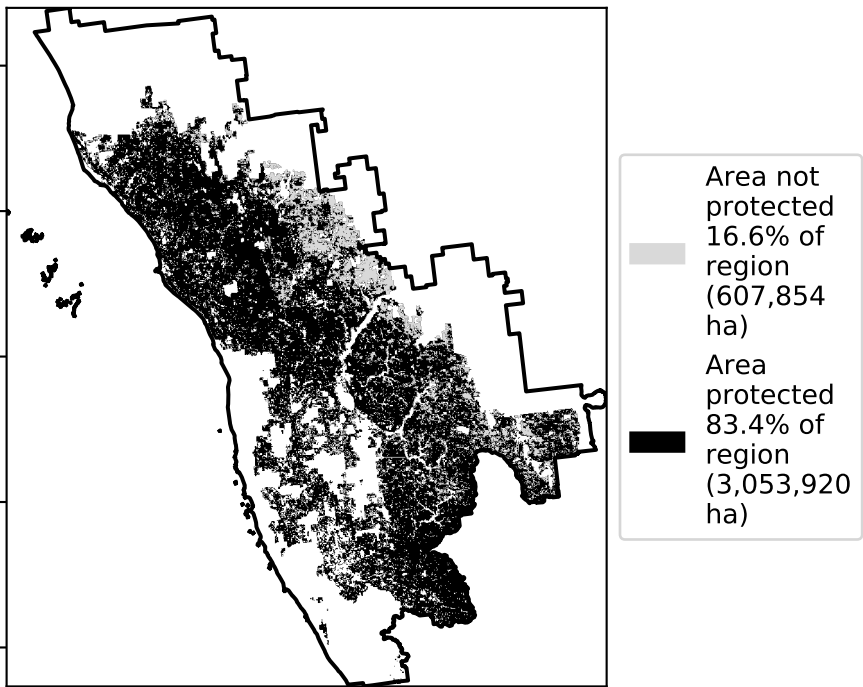 Area not
protected
16.6% of
region
(607,854
ha)
Area
protected
83.4% of
region
(3,053,920
ha)